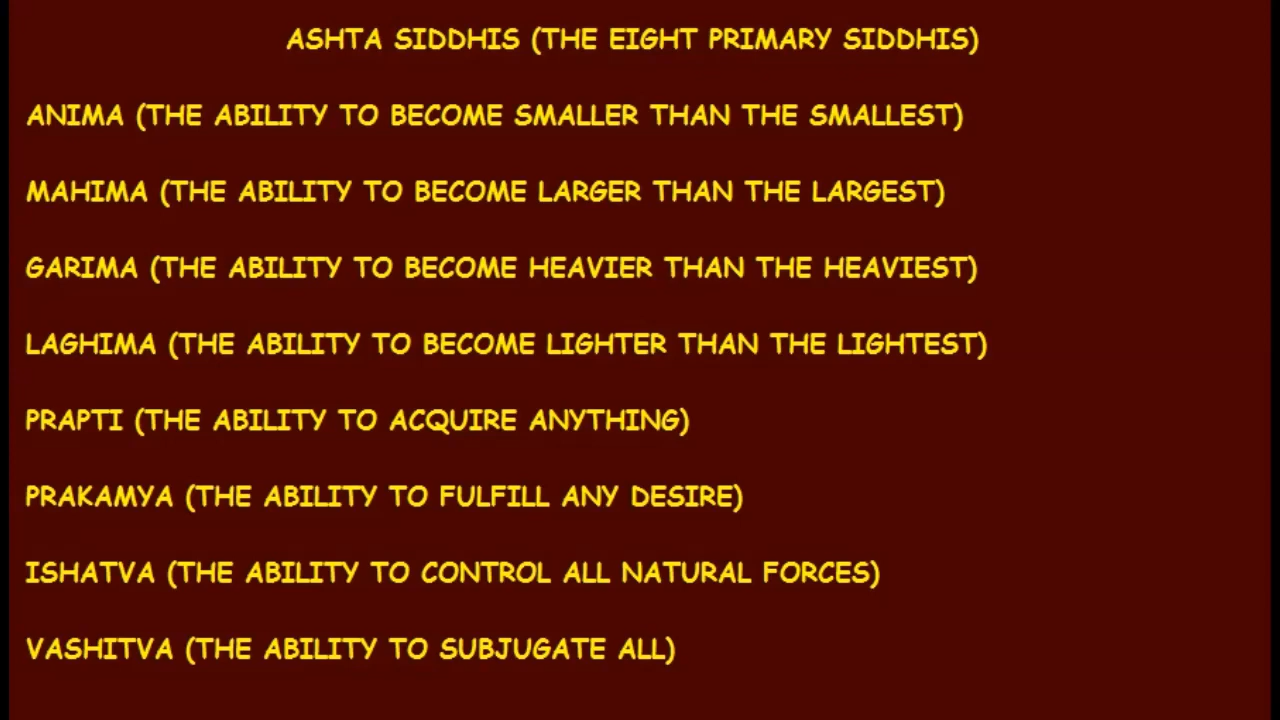 ASHTA SIDDHIS (THE EIGHT PRIMARY SIDDHIS)
ANIMA (THE ABILITY TO BECOME SMALLER THAN THE SMALLEST)
MAHIMA (THE ABILITY TO BECOME LARGER THAN THE LARGEST)
GARIMA (THE ABILITY TO BECOME HEAVIER THAN THE HEAVIEST)
LAGHIMA (THE ABILITY TO BECOME LIGHTER THAN THE LIGHTEST)
PRAPTI (THE ABILITY TO ACQUIRE ANYTHING)
PRAKAMYA (THE ABILITY TO FULFILL ANY DESIRE)
ISHATVA (THE ABILITY TO CONTROL ALL NATURAL FORCES)
VASHITVA (THE ABILITY TO SUBJUGATE ALL)